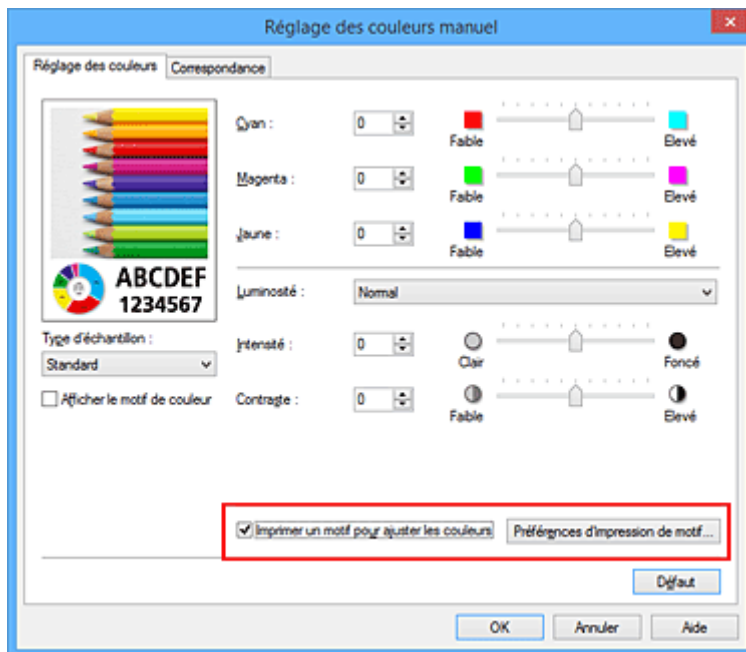 Réglage des couleurs manuel
Réglage des couleurs
Correspondance
ABCDEF
1234567
Type d'échantillon :
Standard
Afficher le motif de couleur
Cyan :
0
Faible
Elevé
Magenta :
0
Faible
Elevé
Jaune :
0
Faible
Elevé
Luminosité :
Normal
Intensité :
0
Clair
Foncé
Contraste :
0
Faible
Elevé
Imprimer un motif pour ajuster les couleurs
Préférences d'impression de motif...
Défaut
OK
Annuler
Aide